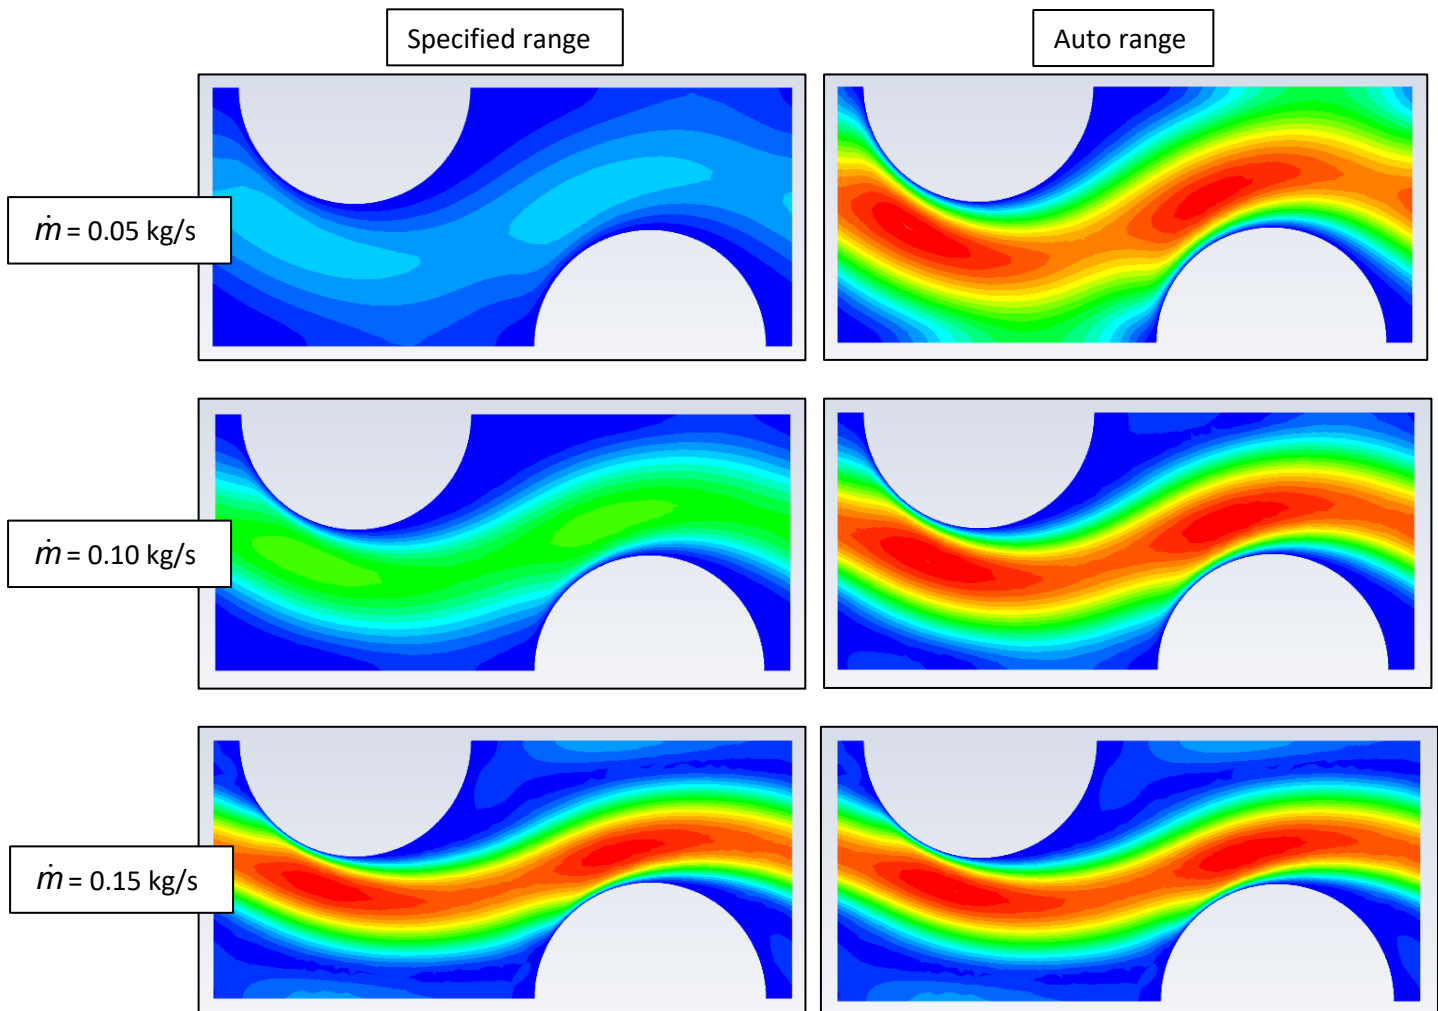 Specified range
Auto range
ṁ = 0.05 kg/s
ṁ = 0.10 kg/s
ṁ = 0.15 kg/s